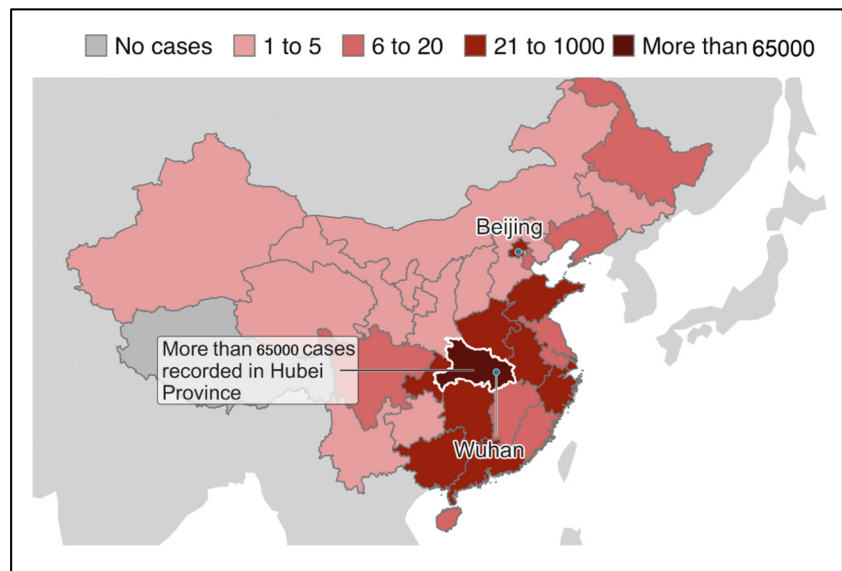 No cases 1 to 5 6 to 20 21 to 1000 More than 65000
Beijing
More than 65000 cases
recorded in Hubei
Province
Wuhan